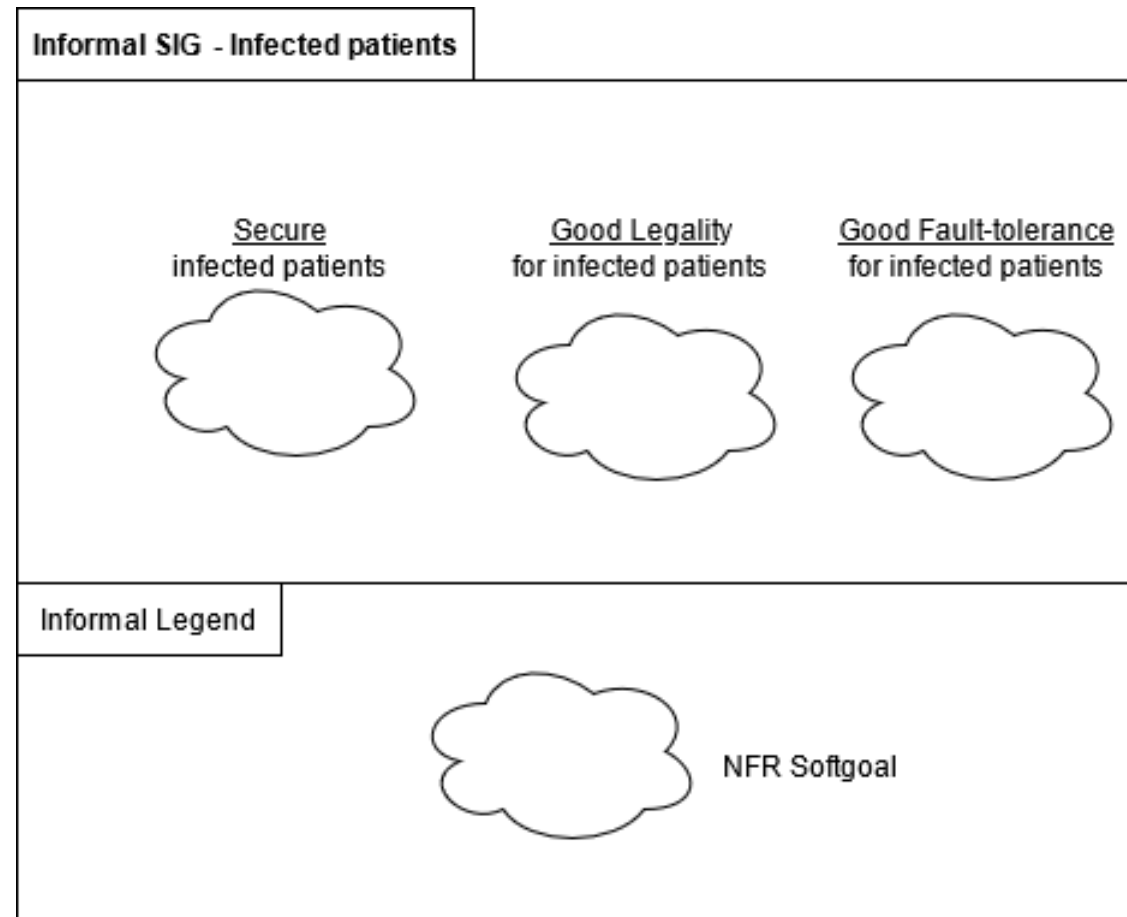 Informal SIG - Infected patients
Secure
infected patients
Good Legality
for infected patients
Good Fault-tolerance
for infected patients
Informal Legend
NFR Softgoal